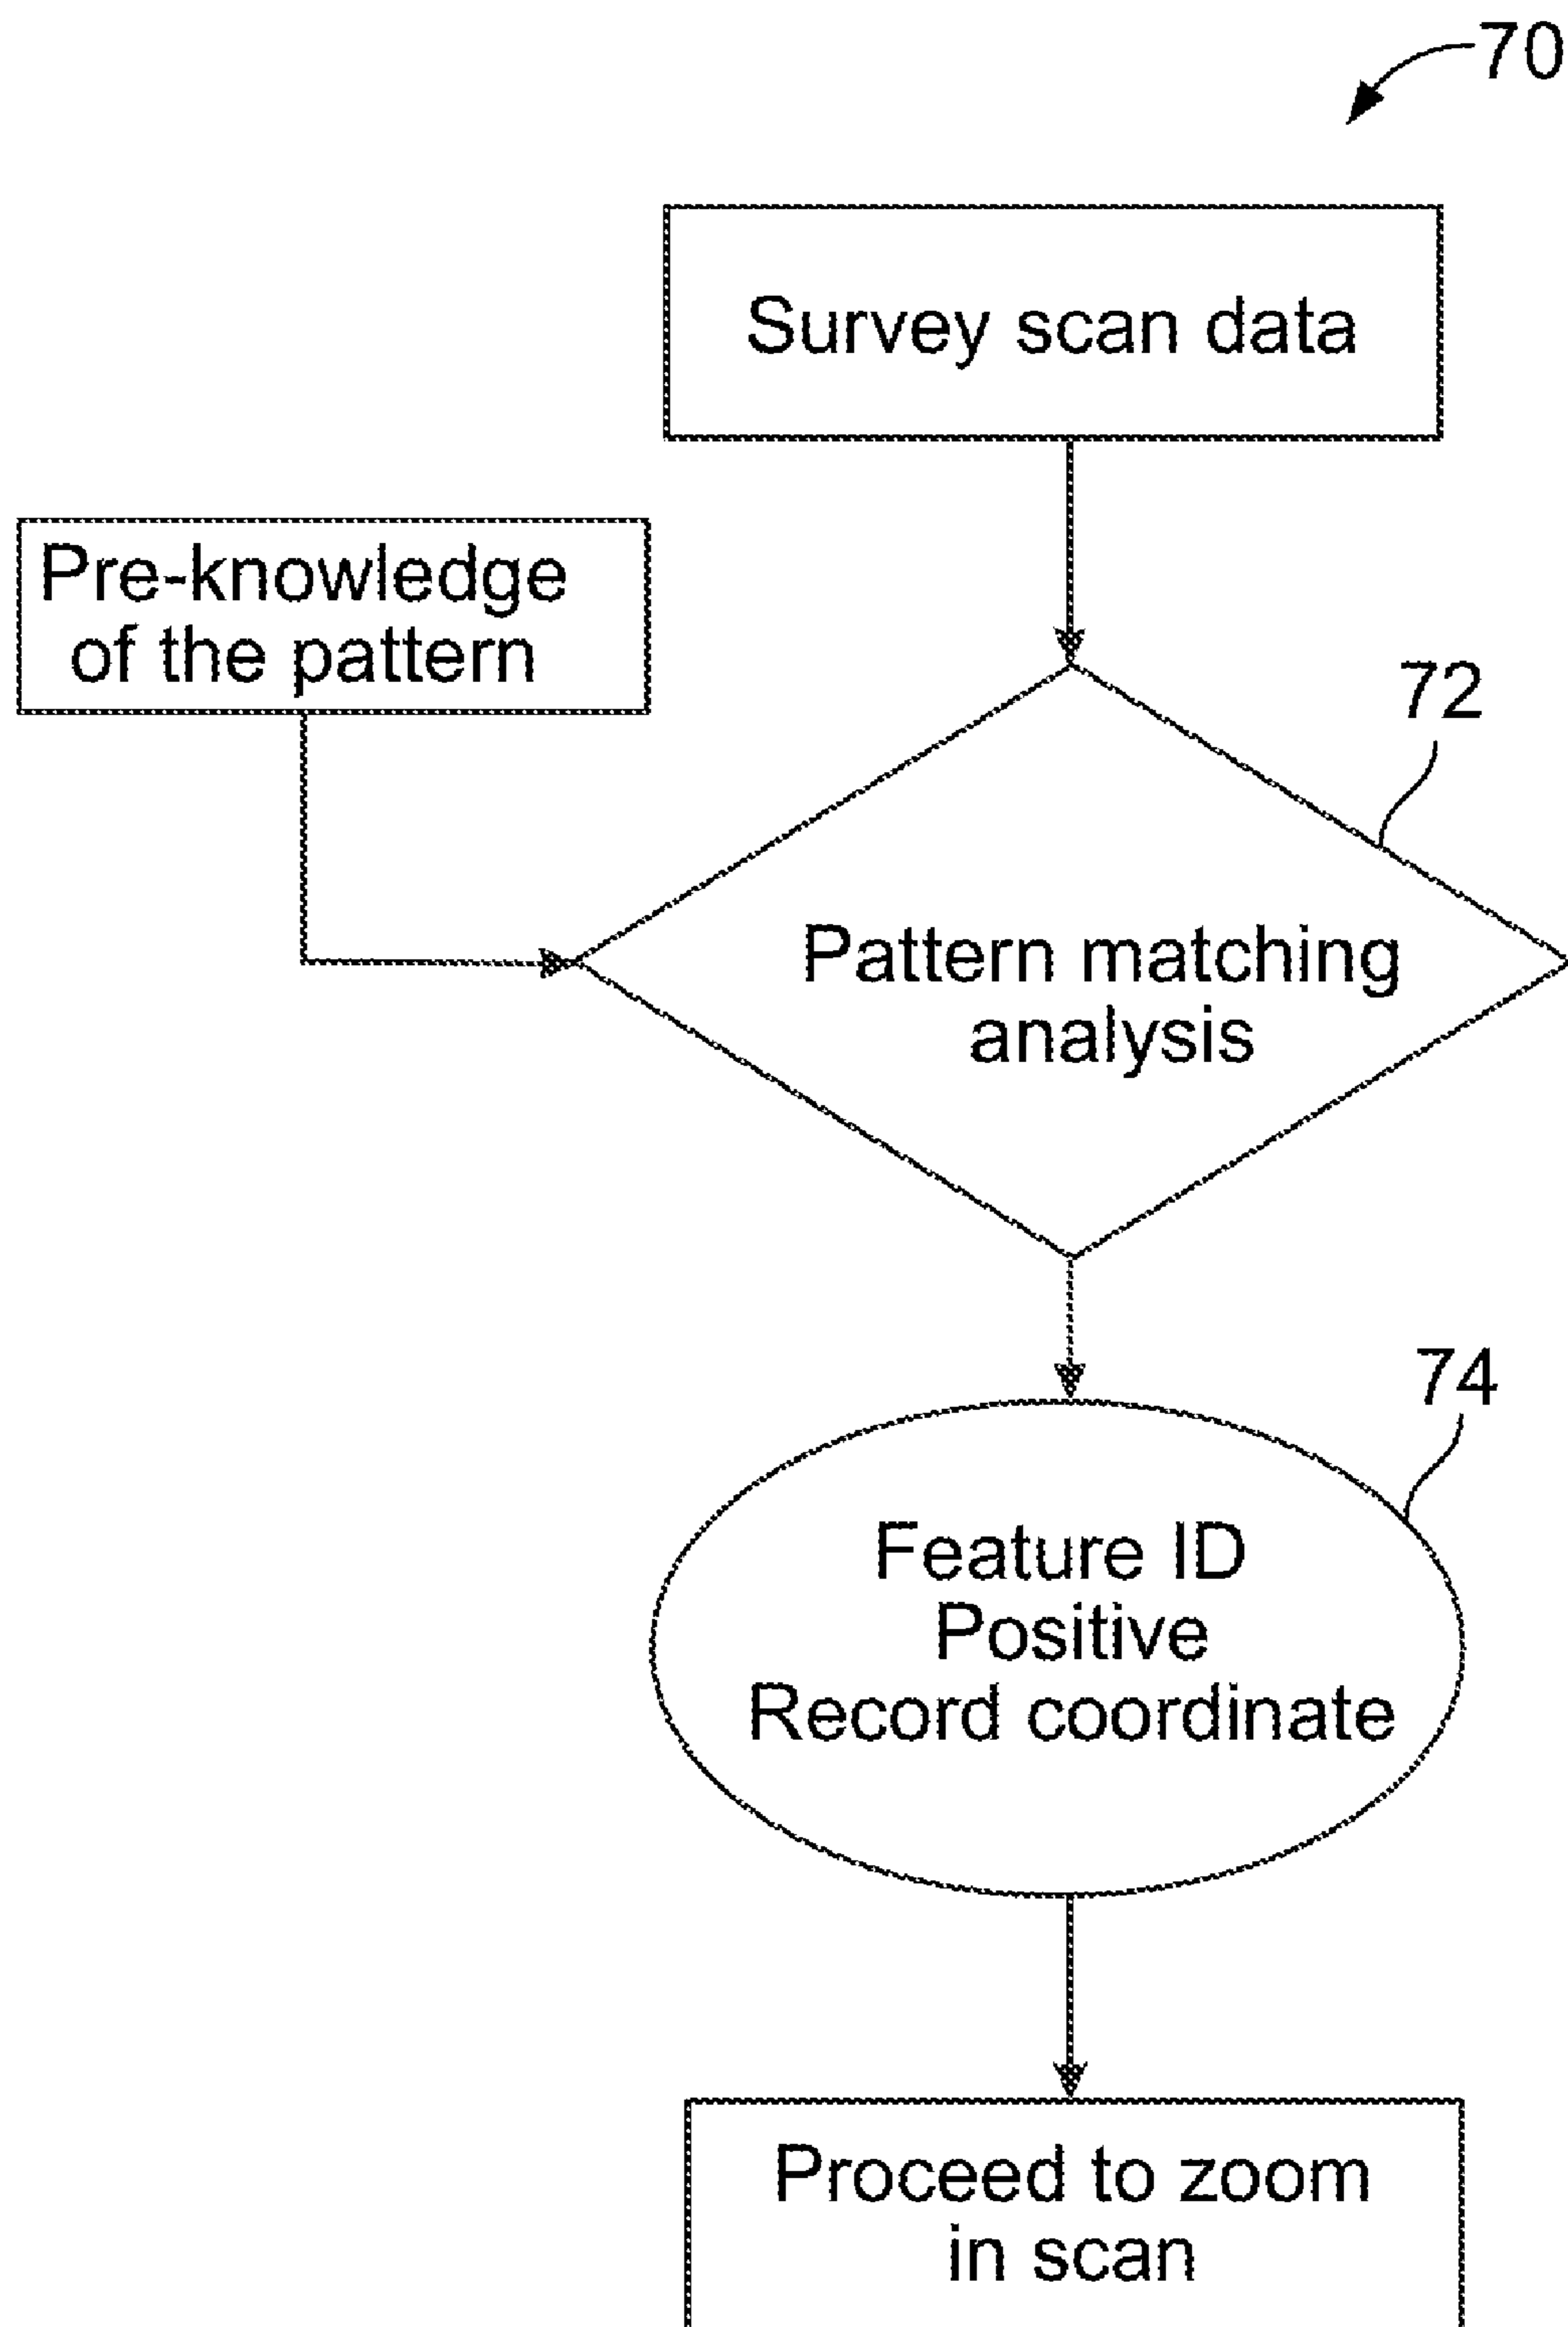 70
Survey scan data
Pre-knowledge
of the pattern
72
Pattern matching
analysis
74
Feature ID
Positive
Record coordinate
Proceed to zoom
in scan